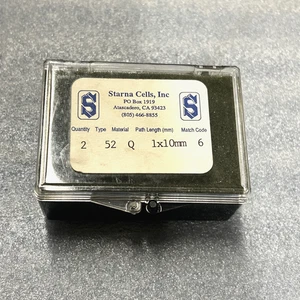 Starna Cells, Inc
PO Box 1919
Atascadero, CA 93423
(805) 466-8855
S S
Quantity Type Material Path Length (mm) Match Code
2 52 Q 1x10mm 6